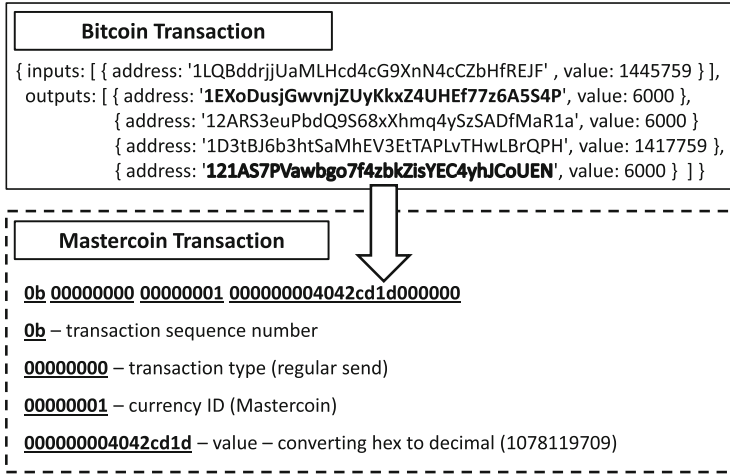 Bitcoin Transaction
{ inputs: [ { address: '1LQBddrjjUaMLHcd4cG9XnN4cCZbHfREJF' , value: 1445759 } ],
outputs: [ { address: '1EXoDusjGwvnjZUyKkxZ4UHEf77z6A5S4P', value: 6000 },
{ address: '12ARS3euPbdQ9S68xXhmq4ySzSADfMaR1a', value: 6000 }
{ address: '1D3tBJ6b3htSaMhEV3EtTAPLvTHwLBrQPH', value: 1417759 },
{ address: '121AS7PVawbgo7f4zbkZisYEC4yhJCoUEN', value: 6000 } ] }
Mastercoin Transaction
0b 00000000 00000001 000000004042cd1d000000
0b – transaction sequence number
00000000 – transaction type (regular send)
00000001 – currency ID (Mastercoin)
000000004042cd1d – value – converting hex to decimal (1078119709)